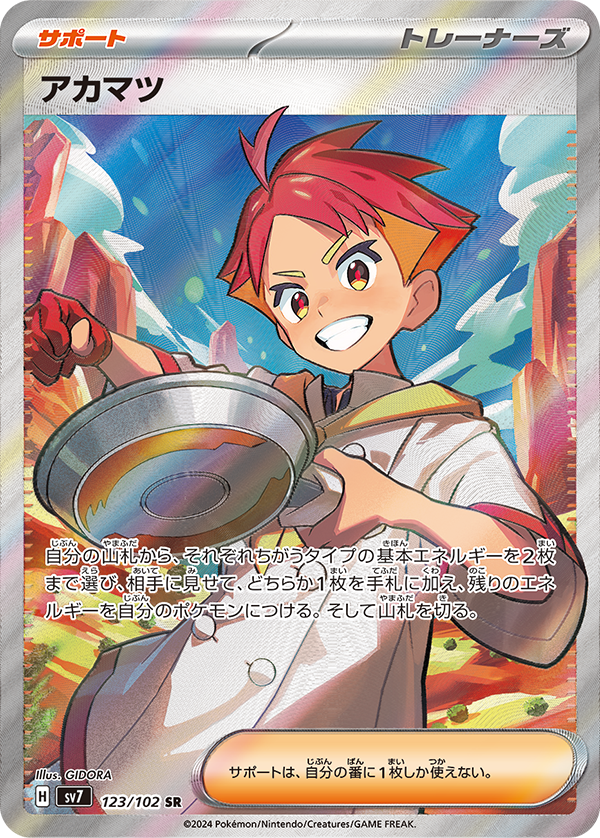 サポート トレーナーズ
アカマツ
自分の山札から、それぞれちがうタイプの基本エネルギーを2枚
まで選び、相手に見せて、どちらか1枚を手札に加え、残りのエネ
ルギーを自分のポケモンにつける。そして山札を切る。
サポートは、自分の番に1枚しか使えない。
Illus. GIDORA
H sv7 123/102 SR
©2024 Pokémon/Nintendo/Creatures/GAME FREAK.